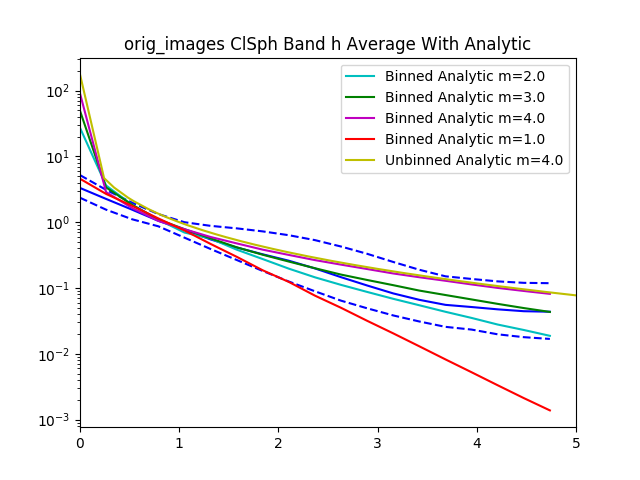 orig_images ClSph Band h Average With Analytic
Binned Analytic m=2.0
Binned Analytic m=3.0
Binned Analytic m=4.0
Binned Analytic m=1.0
Unbinned Analytic m=4.0
10²
10¹
10⁰
10⁻¹
10⁻²
10⁻³
0 1 2 3 4 5